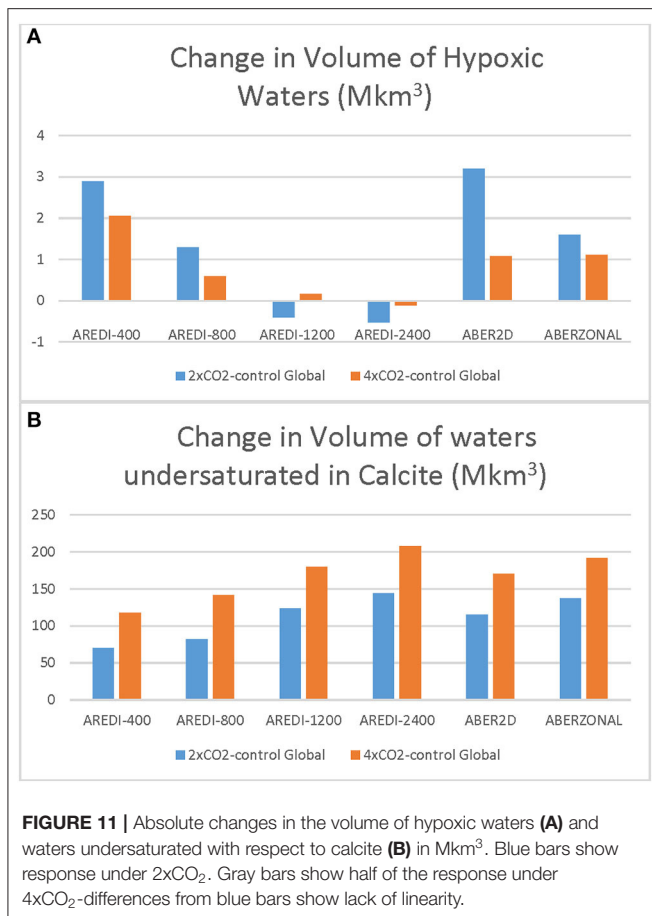 A
Change in Volume of Hypoxic
Waters (Mkm³)
4
3
2
1
0
-1
AREDI-400 AREDI-800 AREDI-1200 AREDI-2400 ABER2D ABERZONAL
2xCO2-control Global 4xCO2-control Global
B
Change in Volume of waters
undersaturated in Calcite (Mkm³)
250
200
150
100
50
0
AREDI-400 AREDI-800 AREDI-1200 AREDI-2400 ABER2D ABERZONAL
2xCO2-control Global 4xCO2-control Global
FIGURE 11 | Absolute changes in the volume of hypoxic waters (A) and
waters undersaturated with respect to calcite (B) in Mkm³. Blue bars show
response under 2xCO₂. Gray bars show half of the response under
4xCO₂-differences from blue bars show lack of linearity.